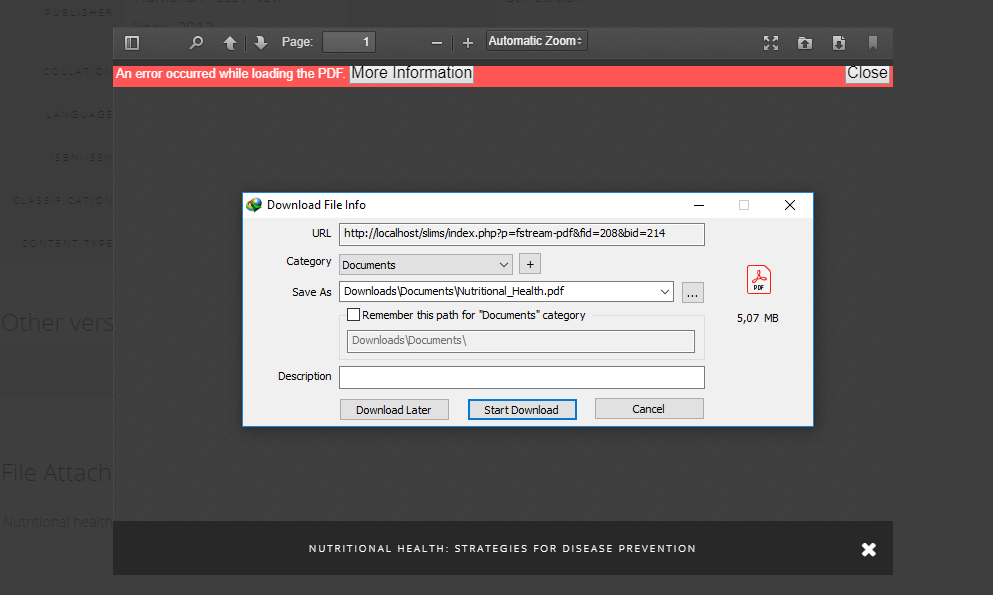 PUBLISHER
Page: 1
Automatic Zoom
COLLATION
An error occurred while loading the PDF. More Information Close
LANGUAGE
ISBN/ISSN
CLASSIFICATION
CONTENT TYPE
Download File Info
URL http://localhost/slims/index.php?p=fstream-pdf&fid=208&bid=214
Category Documents +
Save As Downloads\Documents\Nutritional_Health.pdf ...
PDF
5,07 MB
Remember this path for "Documents" category
Downloads\Documents\
Description
Download Later Start Download Cancel
Other vers
File Attach
Nutritional health
NUTRITIONAL HEALTH: STRATEGIES FOR DISEASE PREVENTION